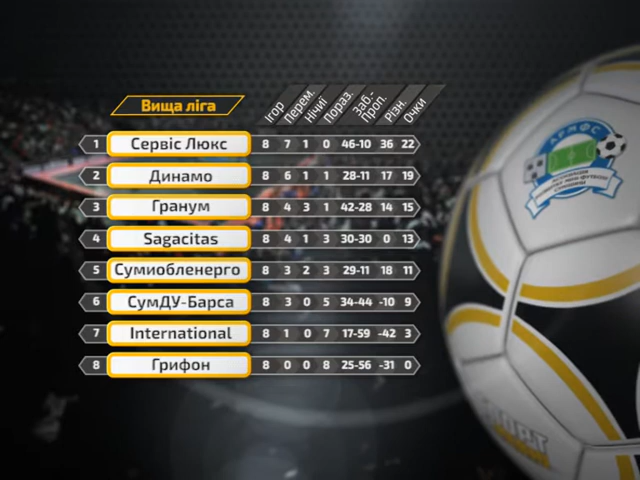 Вища ліга
Ігор Перем. Нічиї Пораз. Заб.-Проп. Різн. Очки
1 Сервіс Люкс 8 7 1 0 46-10 36 22
2 Динамо 8 6 1 1 28-11 17 19
3 Гранум 8 4 3 1 42-28 14 15
4 Sagacitas 8 4 1 3 30-30 0 13
5 Сумиобленерго 8 3 2 3 29-11 18 11
6 СумДУ-Барса 8 3 0 5 34-44 -10 9
7 International 8 1 0 7 17-59 -42 3
8 Грифон 8 0 0 8 25-56 -31 0